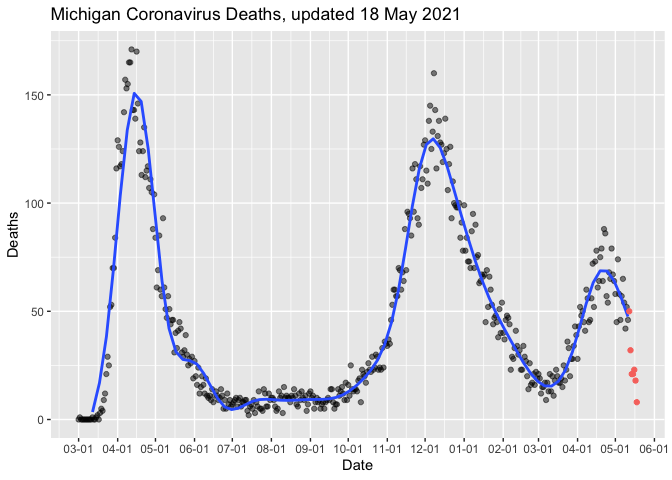 Michigan Coronavirus Deaths, updated 18 May 2021
150
100
50
0
Deaths
03-01 04-01 05-01 06-01 07-01 08-01 09-01 10-01 11-01 12-01 01-01 02-01 03-01 04-01 05-01 06-01
Date